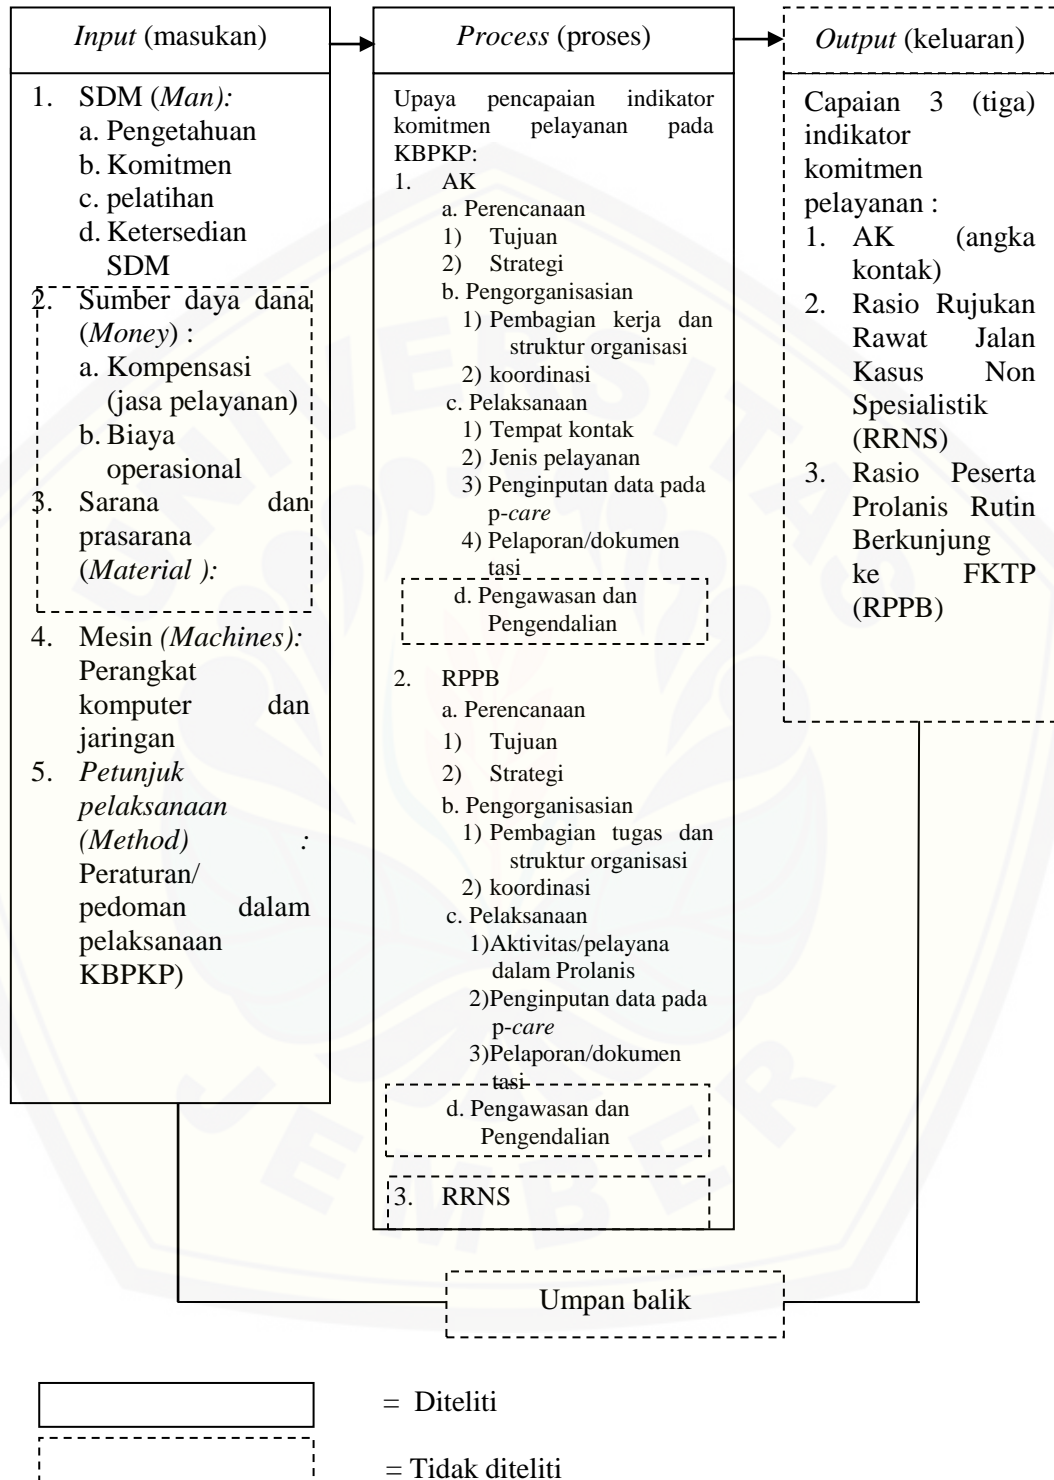 Input (masukan)
1. SDM (Man):
a. Pengetahuan
b. Komitmen
c. pelatihan
d. Ketersedian
SDM
2. Sumber daya dana
(Money) :
a. Kompensasi
(jasa pelayanan)
b. Biaya
operasional
3. Sarana dan
prasarana
(Material ):
4. Mesin (Machines):
Perangkat
komputer dan
jaringan
5. Petunjuk
pelaksanaan
(Method) :
Peraturan/
pedoman dalam
pelaksanaan
KBPKP)
Process (proses)
Upaya pencapaian indikator
komitmen pelayanan pada
KBPKP:
1. AK
a. Perencanaan
1) Tujuan
2) Strategi
b. Pengorganisasian
1) Pembagian kerja dan
struktur organisasi
2) koordinasi
c. Pelaksanaan
1) Tempat kontak
2) Jenis pelayanan
3) Penginputan data pada
p-care
4) Pelaporan/dokumen
tasi
d. Pengawasan dan
Pengendalian
2. RPPB
a. Perencanaan
1) Tujuan
2) Strategi
b. Pengorganisasian
1) Pembagian tugas dan
struktur organisasi
2) koordinasi
c. Pelaksanaan
1)Aktivitas/pelayana
dalam Prolanis
2)Penginputan data pada
p-care
3)Pelaporan/dokumen
tasi
d. Pengawasan dan
Pengendalian
3. RRNS
Output (keluaran)
Capaian 3 (tiga)
indikator
komitmen
pelayanan :
1. AK (angka
kontak)
2. Rasio Rujukan
Rawat Jalan
Kasus Non
Spesialistik
(RRNS)
3. Rasio Peserta
Prolanis Rutin
Berkunjung
ke FKTP
(RPPB)
Umpan balik
= Diteliti
= Tidak diteliti
UNIVERSITAS
JEMBER